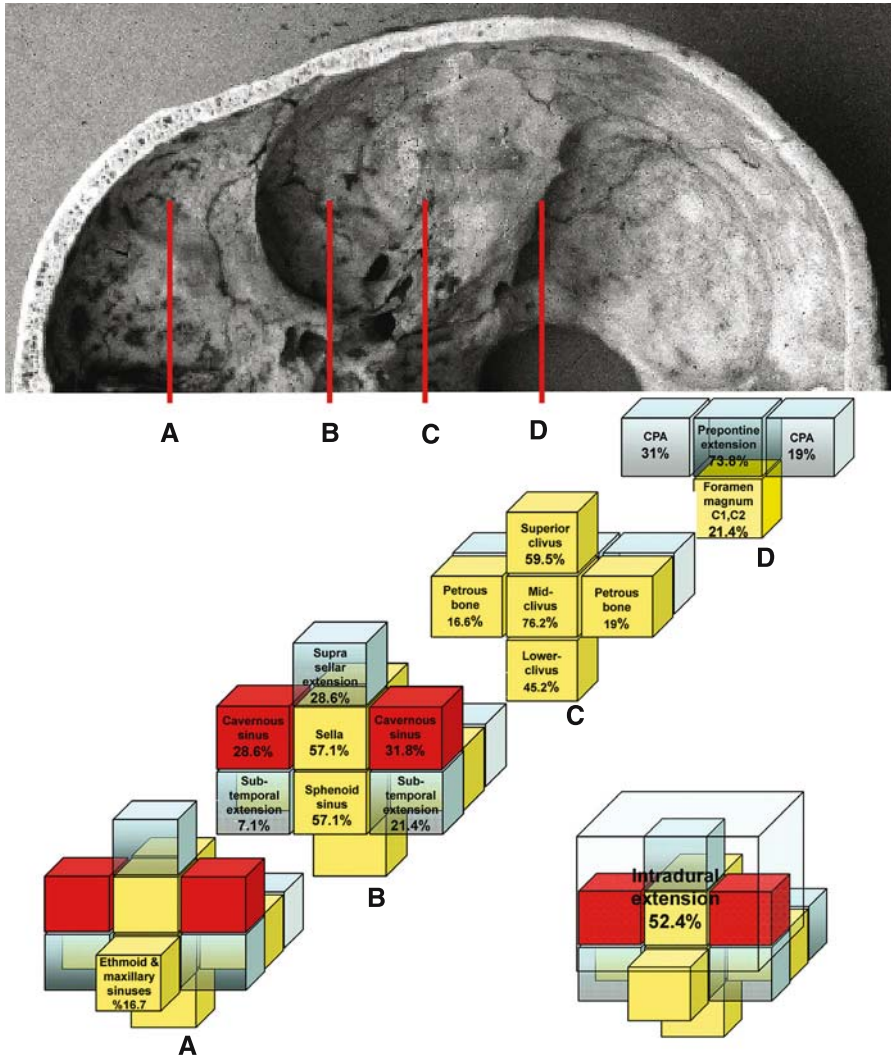 A
B
C
D
CPA
31%
Prepontine
extension
73.8%
CPA
19%
Foramen
magnum
C1,C2
21.4%
D
Superior
clivus
59.5%
Petrous
bone
16.6%
Mid-
clivus
76.2%
Petrous
bone
19%
Lower-
clivus
45.2%
C
Supra
sellar
extension
28.6%
Cavernous
sinus
28.6%
Sella
57.1%
Cavernous
sinus
31.8%
Sub-
temporal
extension
7.1%
Sphenoid
sinus
57.1%
Sub-
temporal
extension
21.4%
B
Ethmoid &
maxillary
sinuses
%16.7
A
Intradural
extension
52.4%